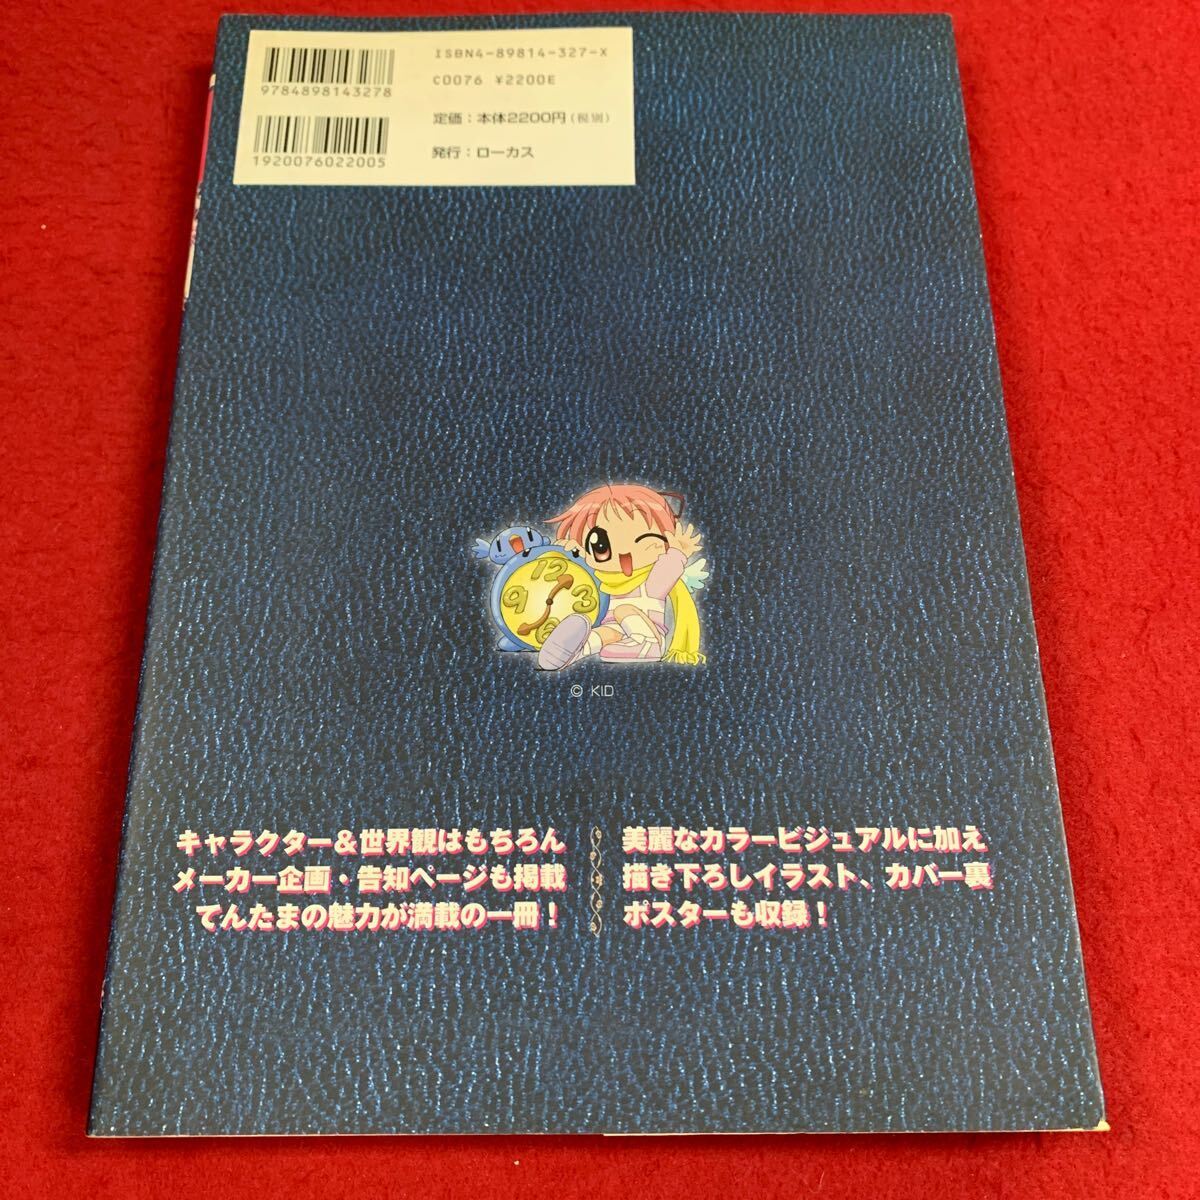 ISBN4-89814-327-X
C0076 ¥2200E
9784898143278
定価：本体2200円（税別）
1920076022005
発行：ローカス
12
9
3
6
© KID
キャラクター＆世界観はもちろん
メーカー企画・告知ページも掲載
てんたまの魅力が満載の一冊！
美麗なカラービジュアルに加え
描き下ろしイラスト、カバー裏
ポスターも収録！